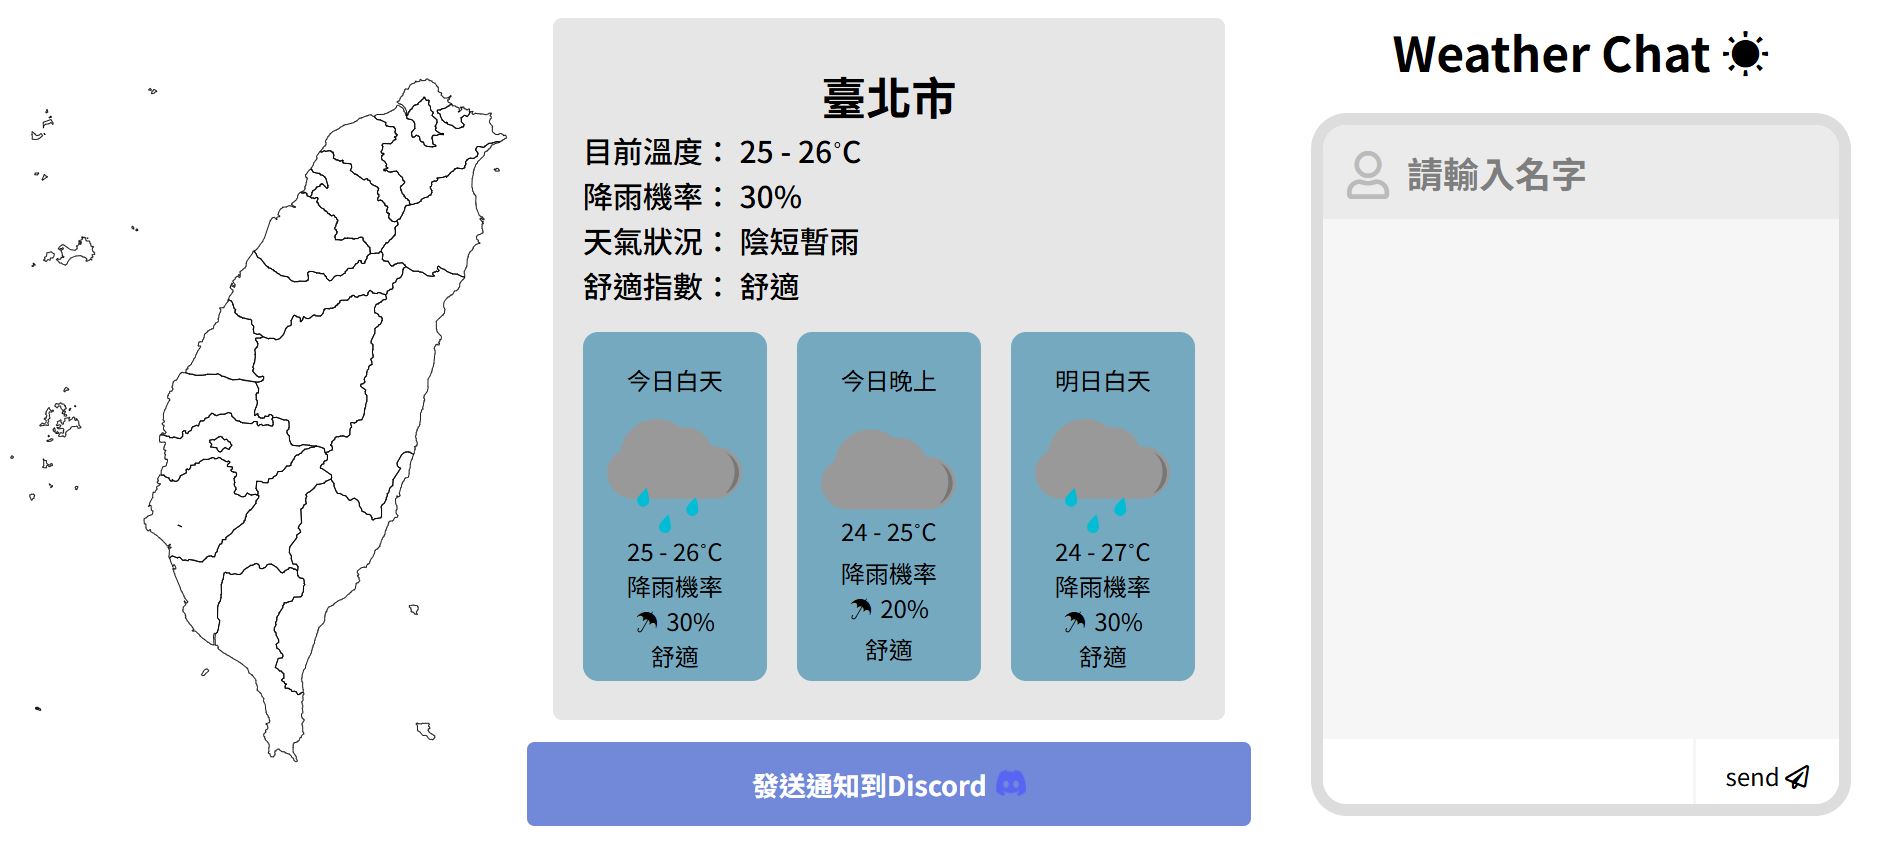 臺北市
目前溫度： 25 - 26°C
降雨機率： 30%
天氣狀況： 陰短暫雨
舒適指數： 舒適
今日白天
25 - 26°C
降雨機率
30%
舒適
今日晚上
24 - 25°C
降雨機率
20%
舒適
明日白天
24 - 27°C
降雨機率
30%
舒適
發送通知到Discord
Weather Chat
請輸入名字
send